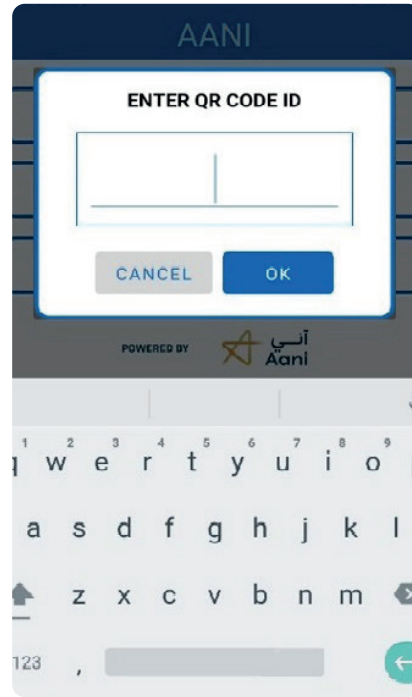 AANI
ENTER QR CODE ID
CANCEL OK
POWERED BY آني Aani
1 2 3 4 5 6 7 8 9
q w e r t y u i o
a s d f g h j k l
z x c v b n m
123 ,